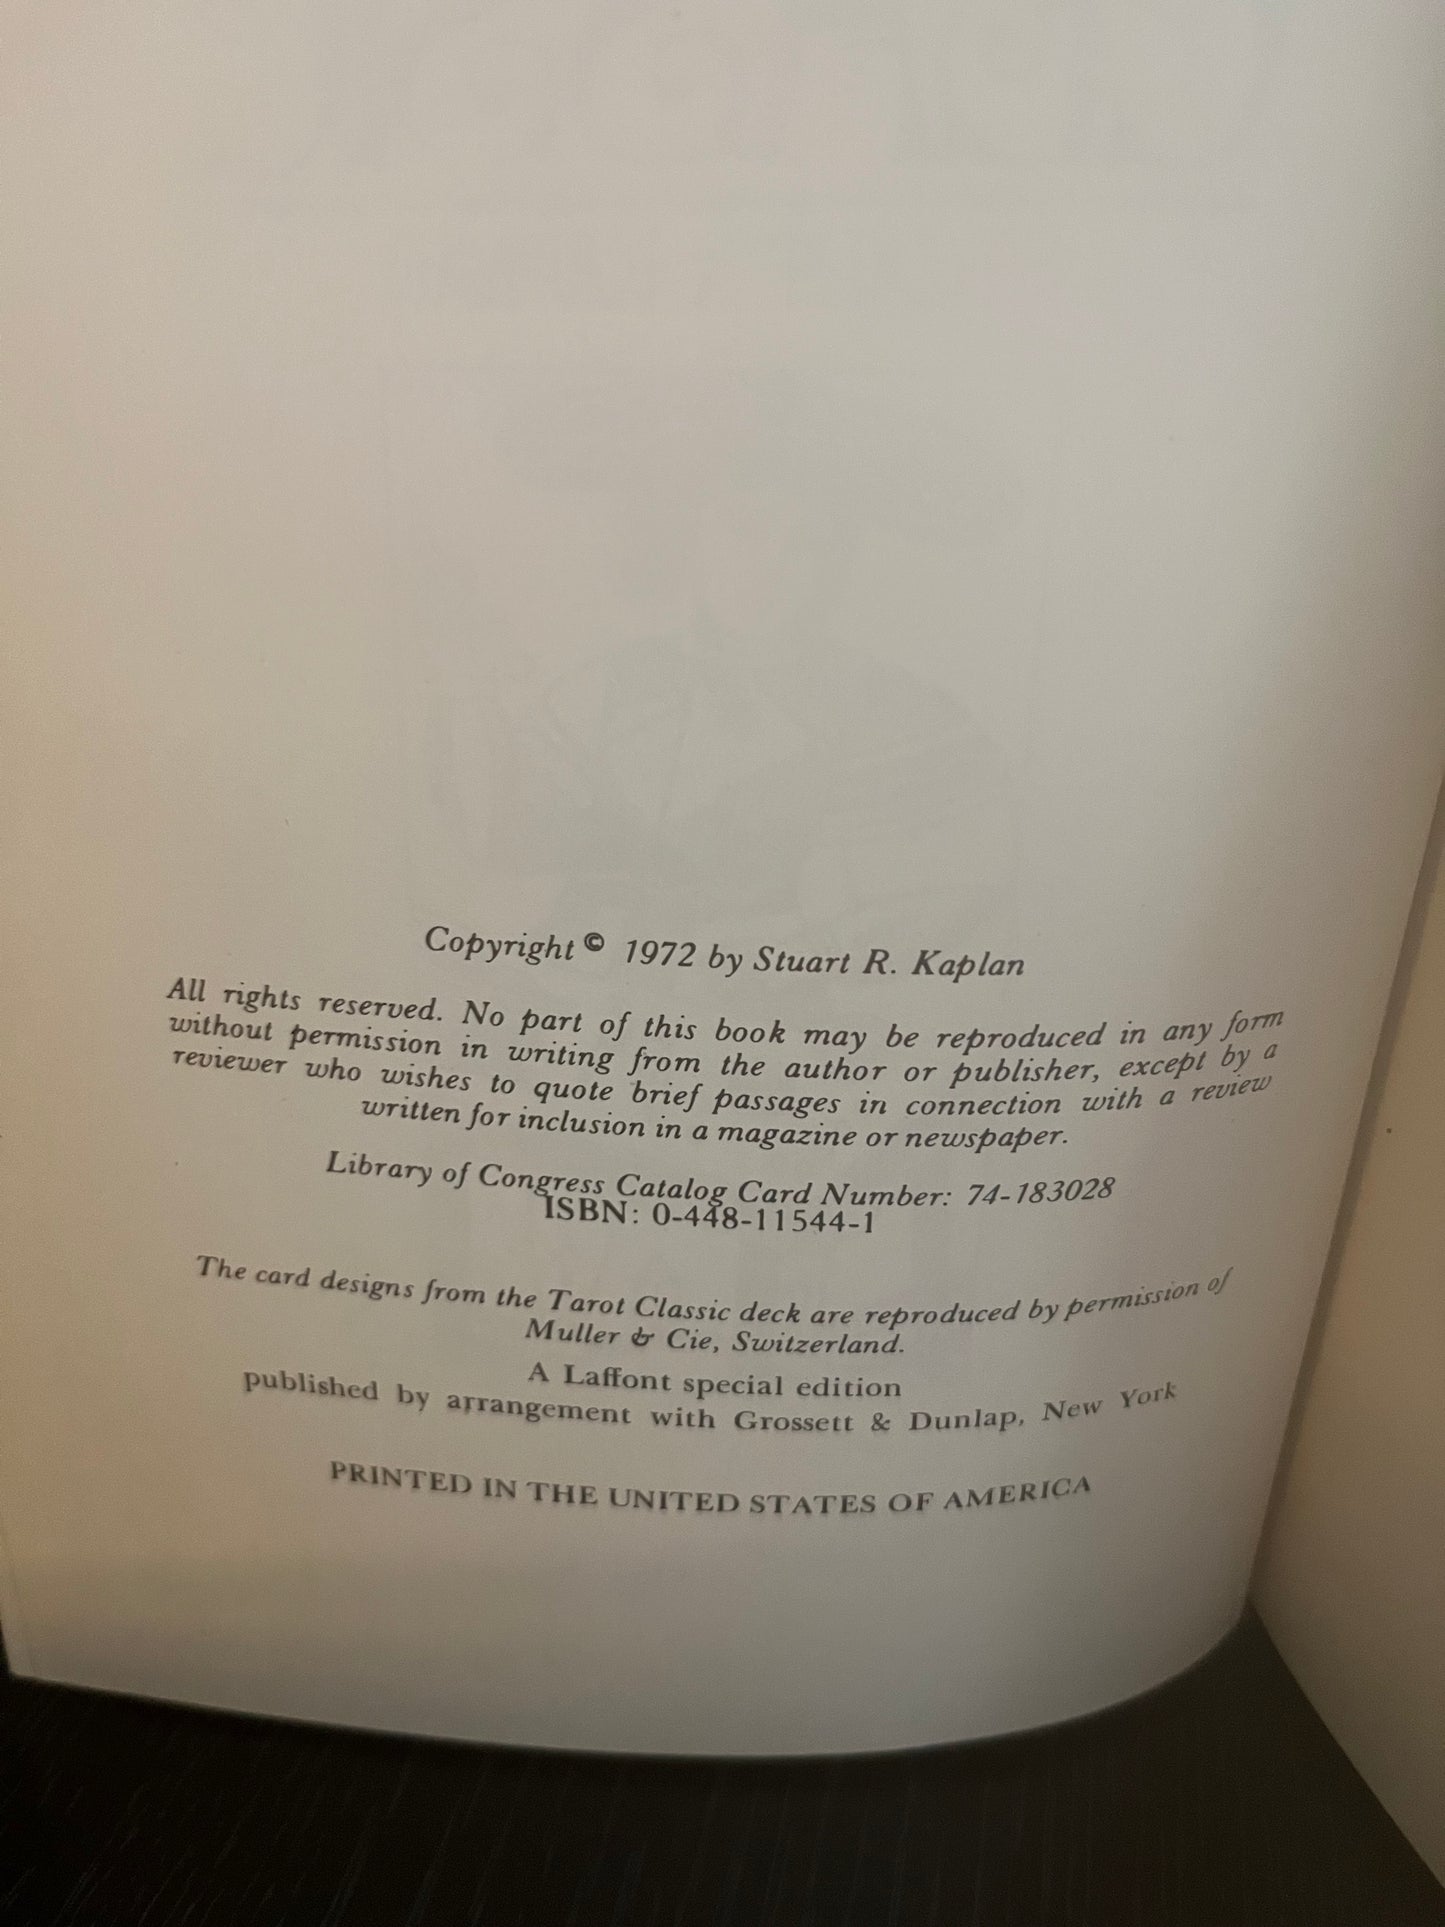 Copyright © 1972 by Stuart R. Kaplan
All rights reserved. No part of this book may be reproduced in any form
without permission in writing from the author or publisher, except by a
reviewer who wishes to quote brief passages in connection with a review
written for inclusion in a magazine or newspaper.
Library of Congress Catalog Card Number: 74-183028
ISBN: 0-448-11544-1
The card designs from the Tarot Classic deck are reproduced by permission of
Muller & Cie, Switzerland.
A Laffont special edition
published by arrangement with Grossett & Dunlap, New York
PRINTED IN THE UNITED STATES OF AMERICA